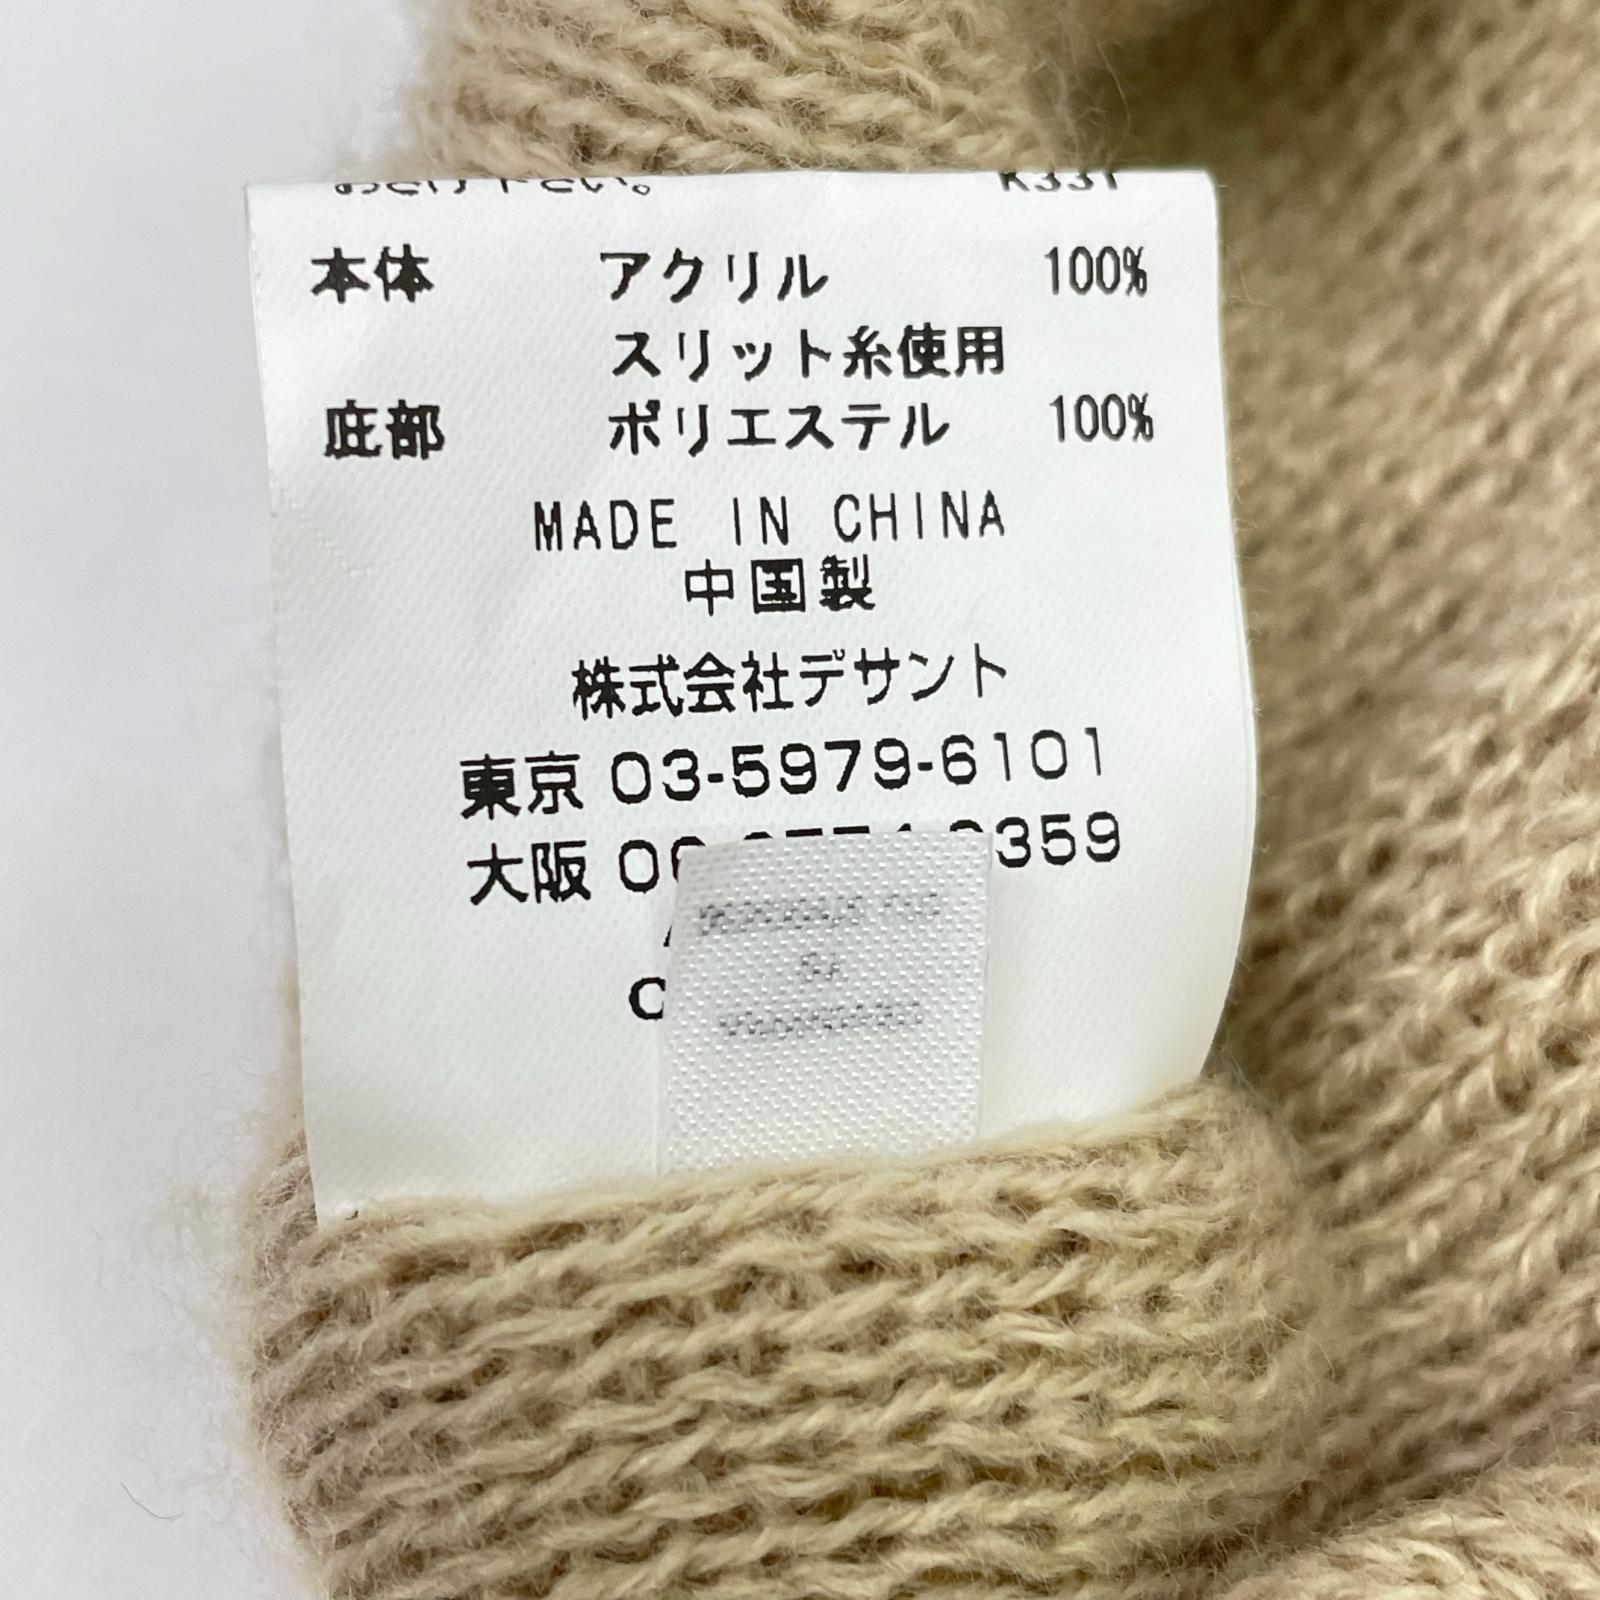 本体 アクリル 100%
スリット糸使用
庇部 ポリエステル 100%
MADE IN CHINA
中国製
株式会社デサント
東京 03-5979-6101
大阪